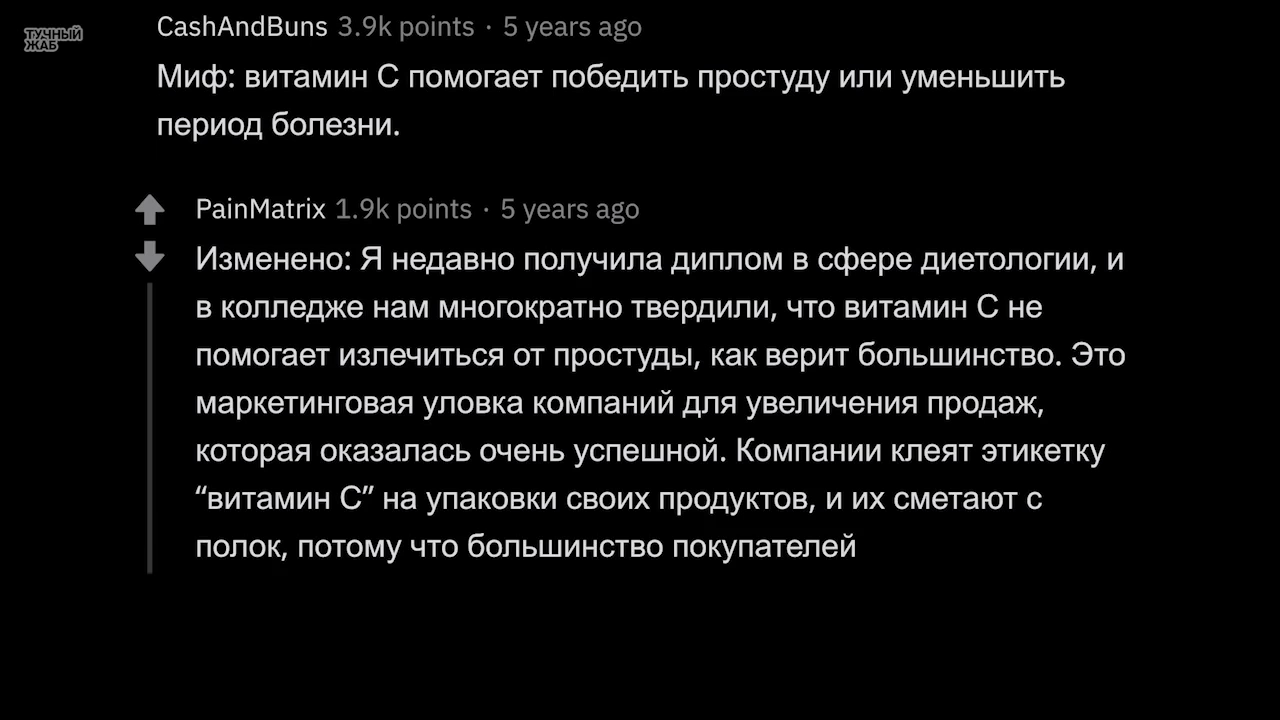 ТУЧНЫЙ
ЖАБ
CashAndBuns 3.9k points · 5 years ago
Миф: витамин С помогает победить простуду или уменьшить
период болезни.
PainMatrix 1.9k points · 5 years ago
Изменено: Я недавно получила диплом в сфере диетологии, и
в колледже нам многократно твердили, что витамин С не
помогает излечиться от простуды, как верит большинство. Это
маркетинговая уловка компаний для увеличения продаж,
которая оказалась очень успешной. Компании клеят этикетку
“витамин С” на упаковки своих продуктов, и их сметают с
полок, потому что большинство покупателей